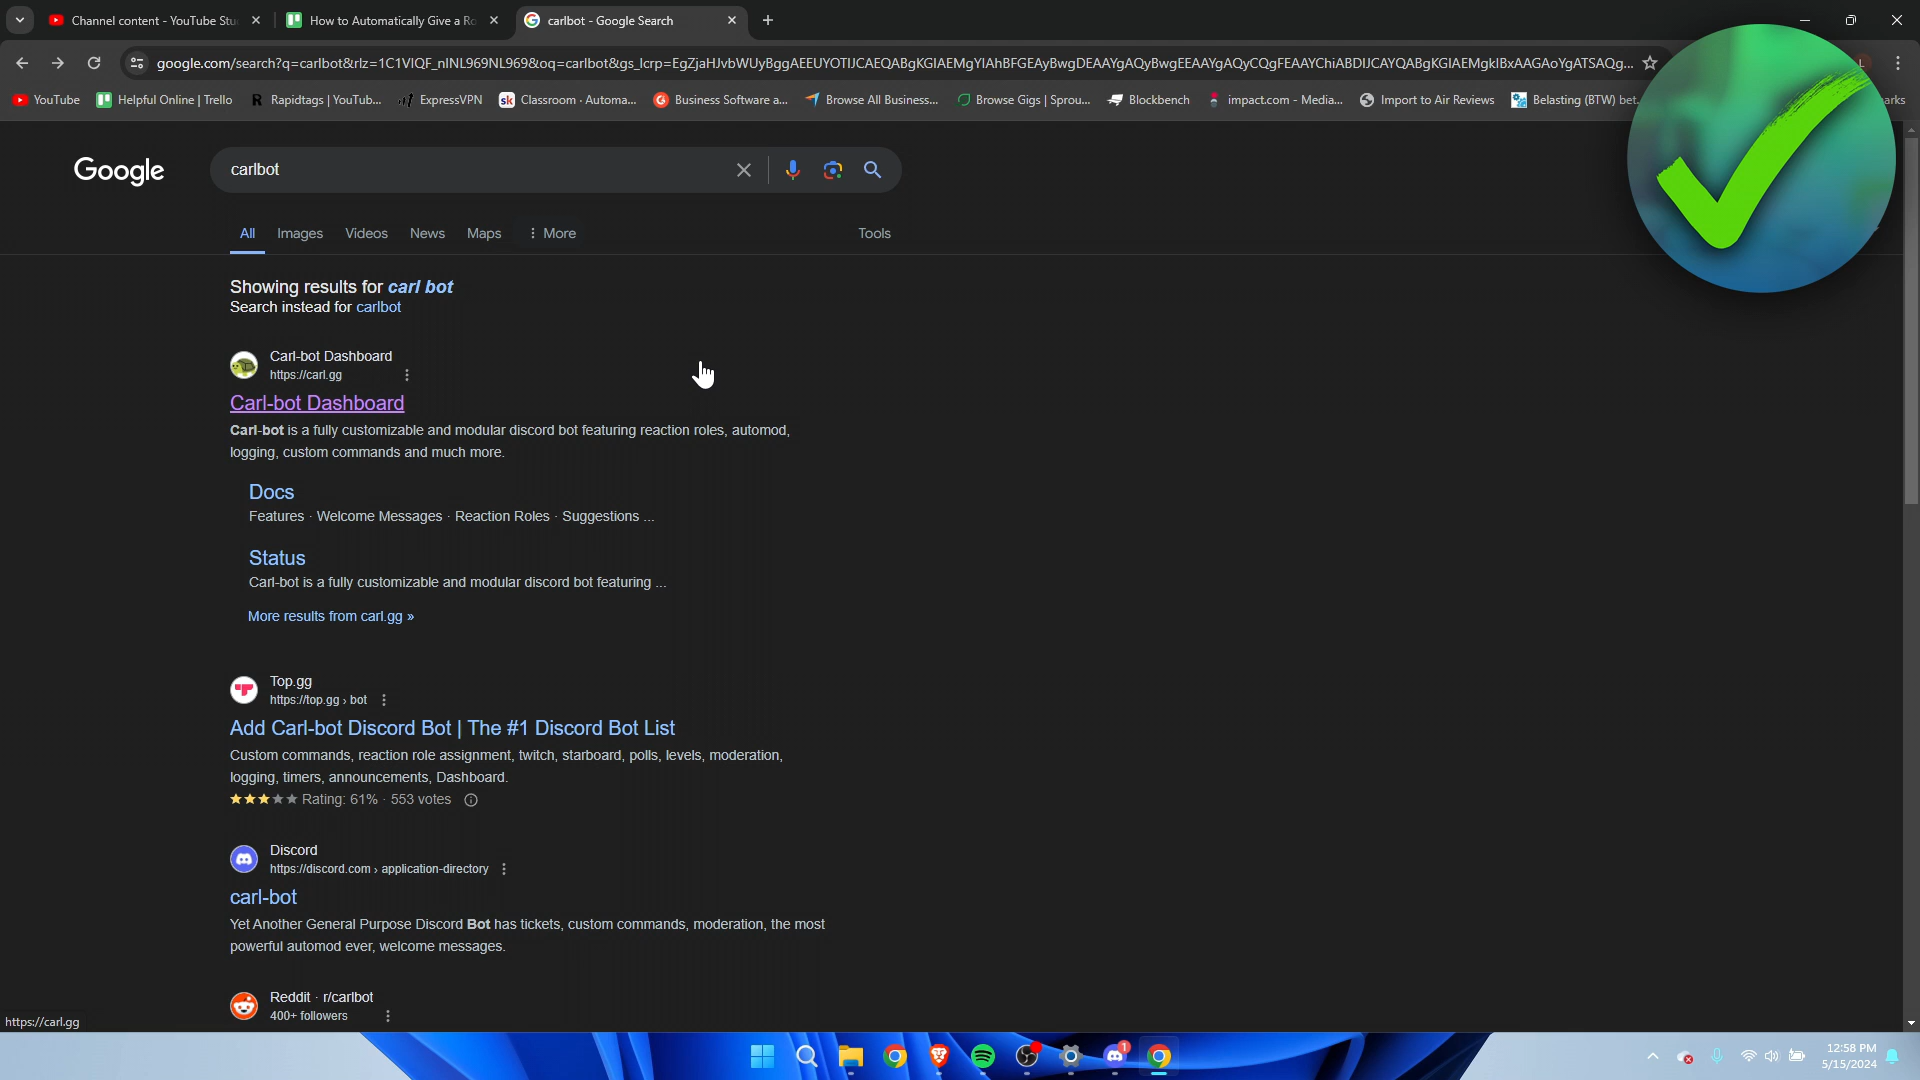 Channel content - YouTube Stu
How to Automatically Give a Ro
carlbot - Google Search
google.com/search?q=carlbot&rlz=1C1VIQF_nlNL969NL969&oq=carlbot&gs_lcrp=EgZjaHJvbWUyBggAEEUYOTIJCAEQABgKGIAEMgYIAhBFGEAyBwgDEAAYgAQyBwgEEAAYgAQyCQgFEAAYChiABDIJCAYQABgKGIAEMgkIBxAAGAoYgATSAQg...
YouTube
Helpful Online | Trello
Rapidtags | YouTub...
ExpressVPN
Classroom - Automa...
Business Software a...
Browse All Business...
Browse Gigs | Sprou...
Blockbench
impact.com - Media...
Import to Air Reviews
Belasting (BTW) bet
arks
Google
carlbot
All Images Videos News Maps More Tools
Showing results for carl bot
Search instead for carlbot
Carl-bot Dashboard
https://carl.gg
Carl-bot Dashboard
Carl-bot is a fully customizable and modular discord bot featuring reaction roles, automod,
logging, custom commands and much more.
Docs
Features · Welcome Messages · Reaction Roles · Suggestions ...
Status
Carl-bot is a fully customizable and modular discord bot featuring ...
More results from carl.gg »
Top.gg
https://top.gg › bot
Add Carl-bot Discord Bot | The #1 Discord Bot List
Custom commands, reaction role assignment, twitch, starboard, polls, levels, moderation,
logging, timers, announcements, Dashboard.
Rating: 61% · 553 votes
Discord
https://discord.com › application-directory
carl-bot
Yet Another General Purpose Discord Bot has tickets, custom commands, moderation, the most
powerful automod ever, welcome messages.
Reddit · r/carlbot
400+ followers
https://carl.gg
1
12:58 PM
5/15/2024